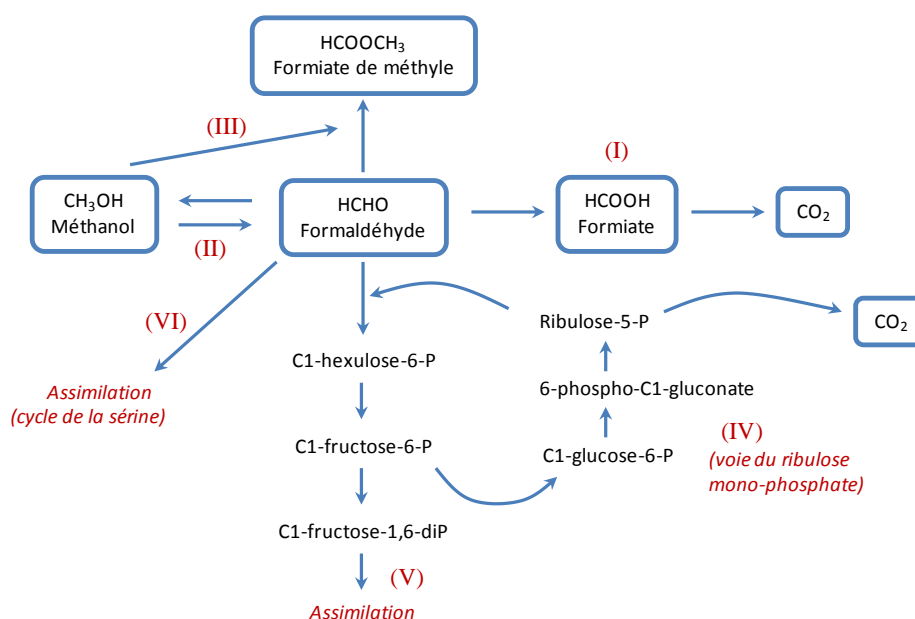 HCOOCH₃
Formiate de méthyle
(III)
(I)
CH₃OH
Méthanol
HCHO
Formaldéhyde
HCOOH
Formiate
CO₂
(II)
(VI)
Ribulose-5-P
CO₂
C1-hexulose-6-P
6-phospho-C1-gluconate
Assimilation
(cycle de la sérine)
C1-fructose-6-P
C1-glucose-6-P
(IV)
(voie du ribulose
mono-phosphate)
C1-fructose-1,6-diP
(V)
Assimilation